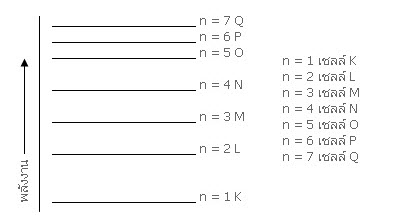 n = 7 Q
n = 6 P
n = 5 O
n = 4 N
n = 3 M
n = 2 L
n = 1 K
พลังงาน
n = 1 เชลล์ K
n = 2 เชลล์ L
n = 3 เชลล์ M
n = 4 เชลล์ N
n = 5 เชลล์ O
n = 6 เชลล์ P
n = 7 เชลล์ Q